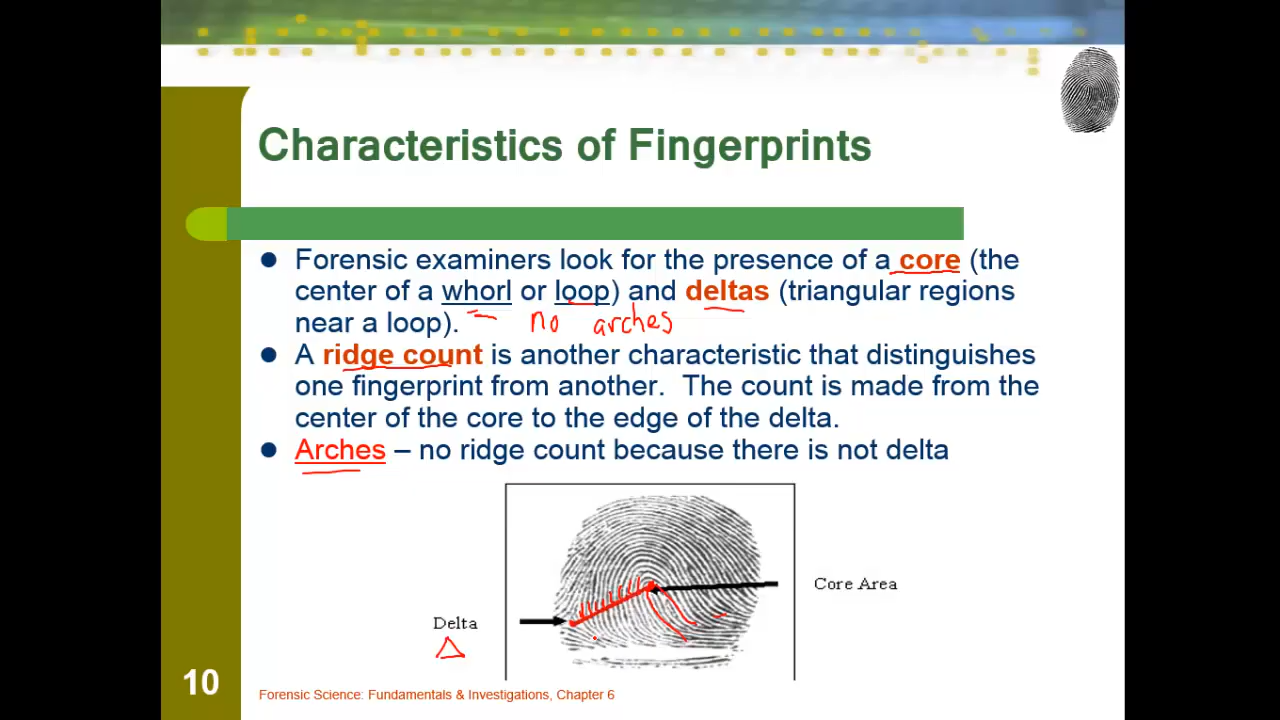 Characteristics of Fingerprints
Forensic examiners look for the presence of a core (the
center of a whorl or loop) and deltas (triangular regions
near a loop). no arches
A ridge count is another characteristic that distinguishes
one fingerprint from another. The count is made from the
center of the core to the edge of the delta.
Arches – no ridge count because there is not delta
Core Area
Delta
10
Forensic Science: Fundamentals & Investigations, Chapter 6